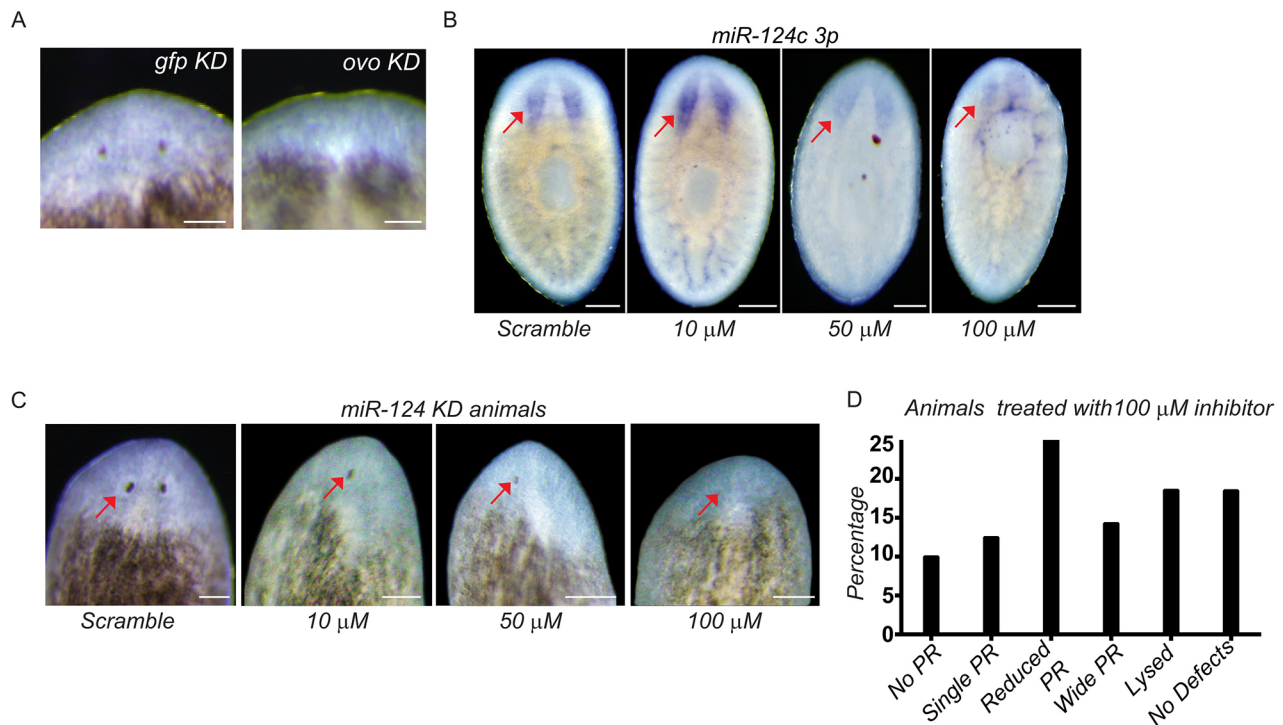 A
gfp KD
ovo KD
B
miR-124c 3p
Scramble
10 μM
50 μM
100 μM
C
miR-124 KD animals
Scramble
10 μM
50 μM
100 μM
D
Animals treated with100 μM inhibitor
Percentage
25
20
15
10
5
0
No PR
Single PR
Reduced
PR
Wide PR
Lysed
No Defects